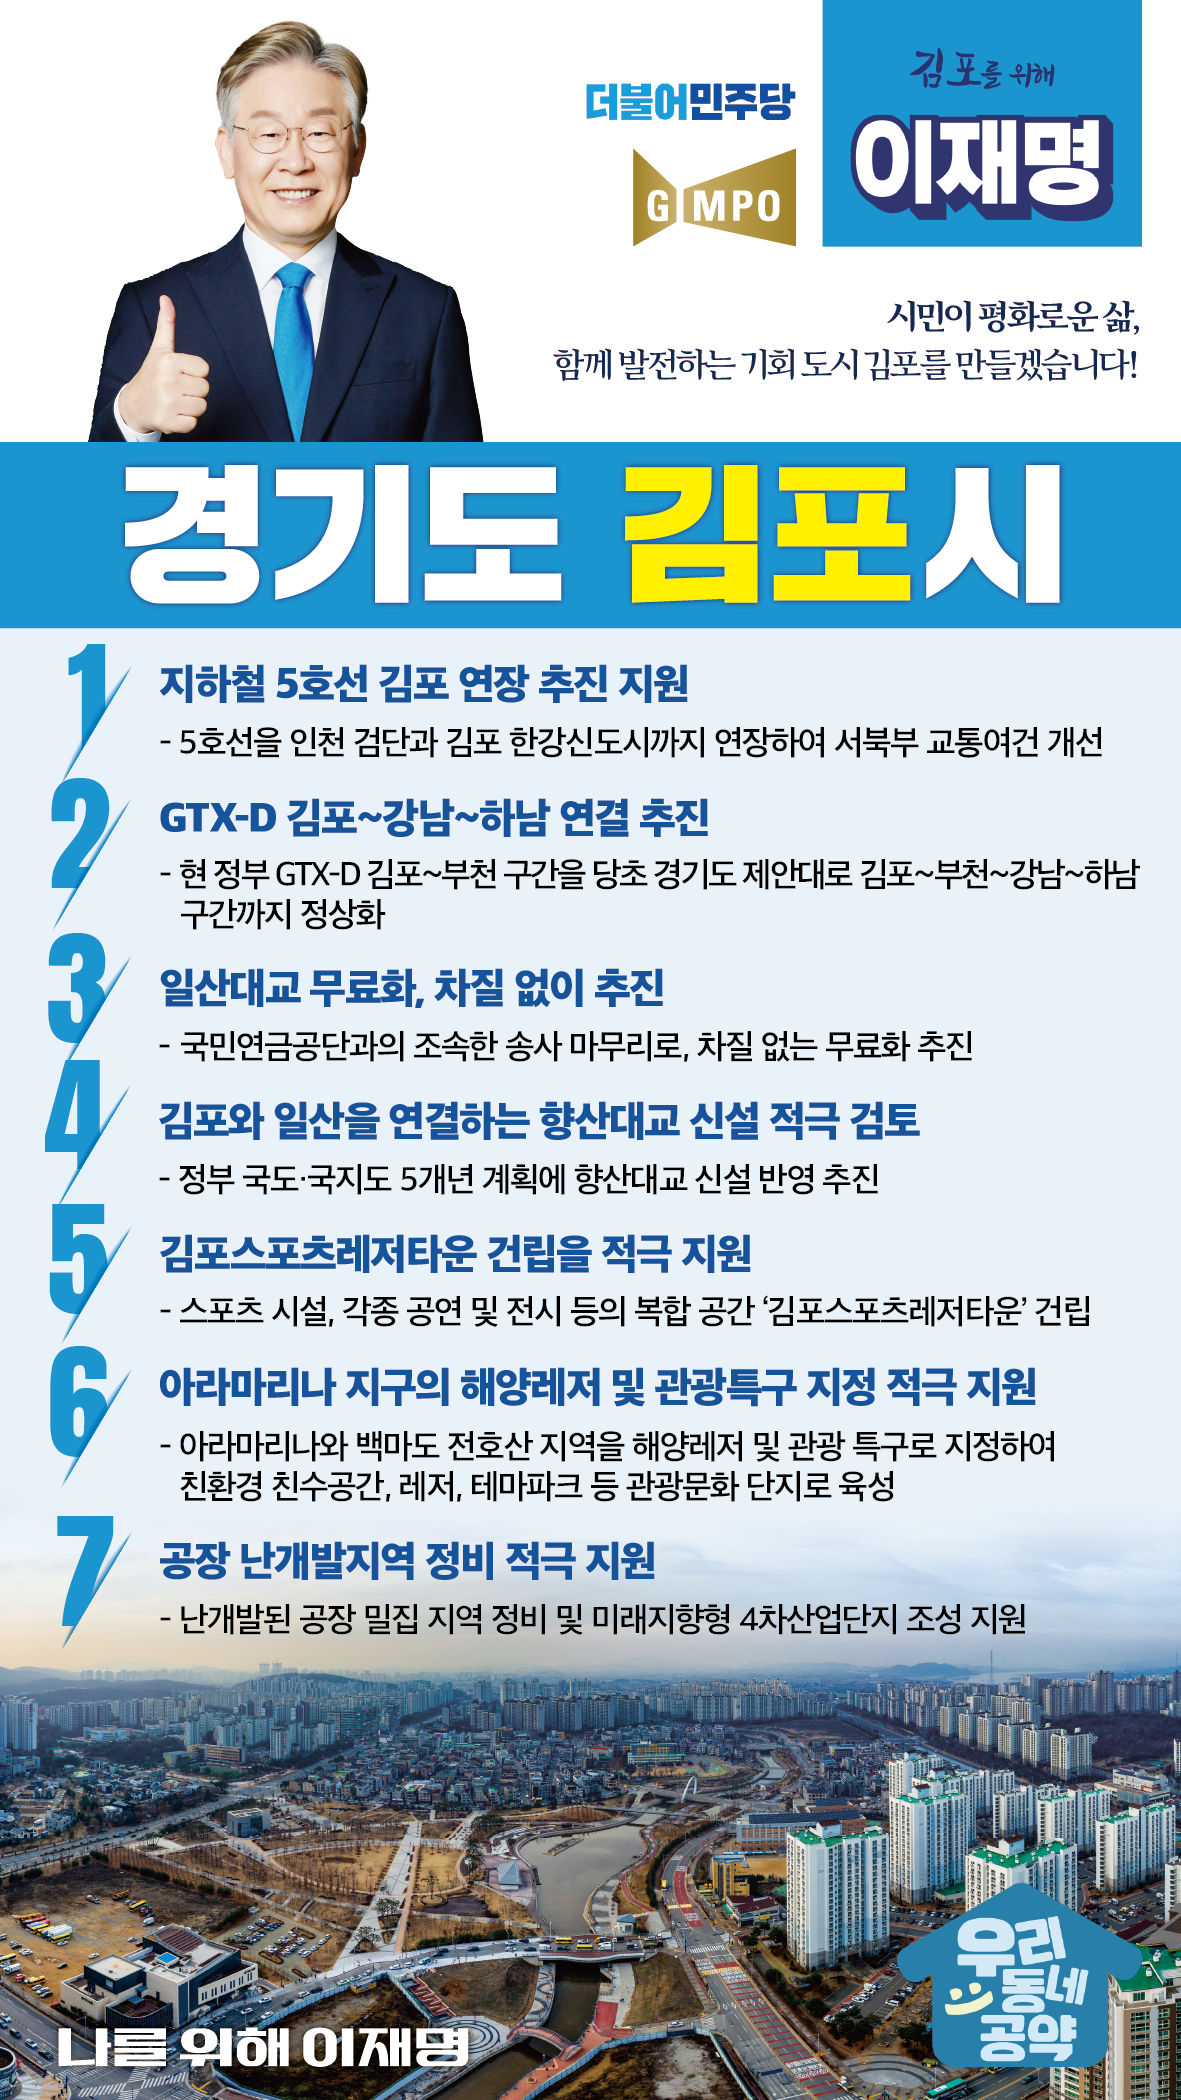 더불어민주당
GIMPO
김포를 위해
이재명
시민이 평화로운 삶,
함께 발전하는 기회 도시 김포를 만들겠습니다!
경기도 김포시
1 지하철 5호선 김포 연장 추진 지원
- 5호선을 인천 검단과 김포 한강신도시까지 연장하여 서북부 교통여건 개선
2 GTX-D 김포~강남~하남 연결 추진
- 현 정부 GTX-D 김포~부천 구간을 당초 경기도 제안대로 김포~부천~강남~하남
구간까지 정상화
3 일산대교 무료화, 차질 없이 추진
- 국민연금공단과의 조속한 송사 마무리로, 차질 없는 무료화 추진
4 김포와 일산을 연결하는 향산대교 신설 적극 검토
- 정부 국도·국지도 5개년 계획에 향산대교 신설 반영 추진
5 김포스포츠레저타운 건립을 적극 지원
- 스포츠 시설, 각종 공연 및 전시 등의 복합 공간 ‘김포스포츠레저타운’ 건립
6 아라마리나 지구의 해양레저 및 관광특구 지정 적극 지원
- 아라마리나와 백마도 전호산 지역을 해양레저 및 관광 특구로 지정하여
친환경 친수공간, 레저, 테마파크 등 관광문화 단지로 육성
7 공장 난개발지역 정비 적극 지원
- 난개발된 공장 밀집 지역 정비 및 미래지향형 4차산업단지 조성 지원
나를 위해 이재명
우리
동네
공약